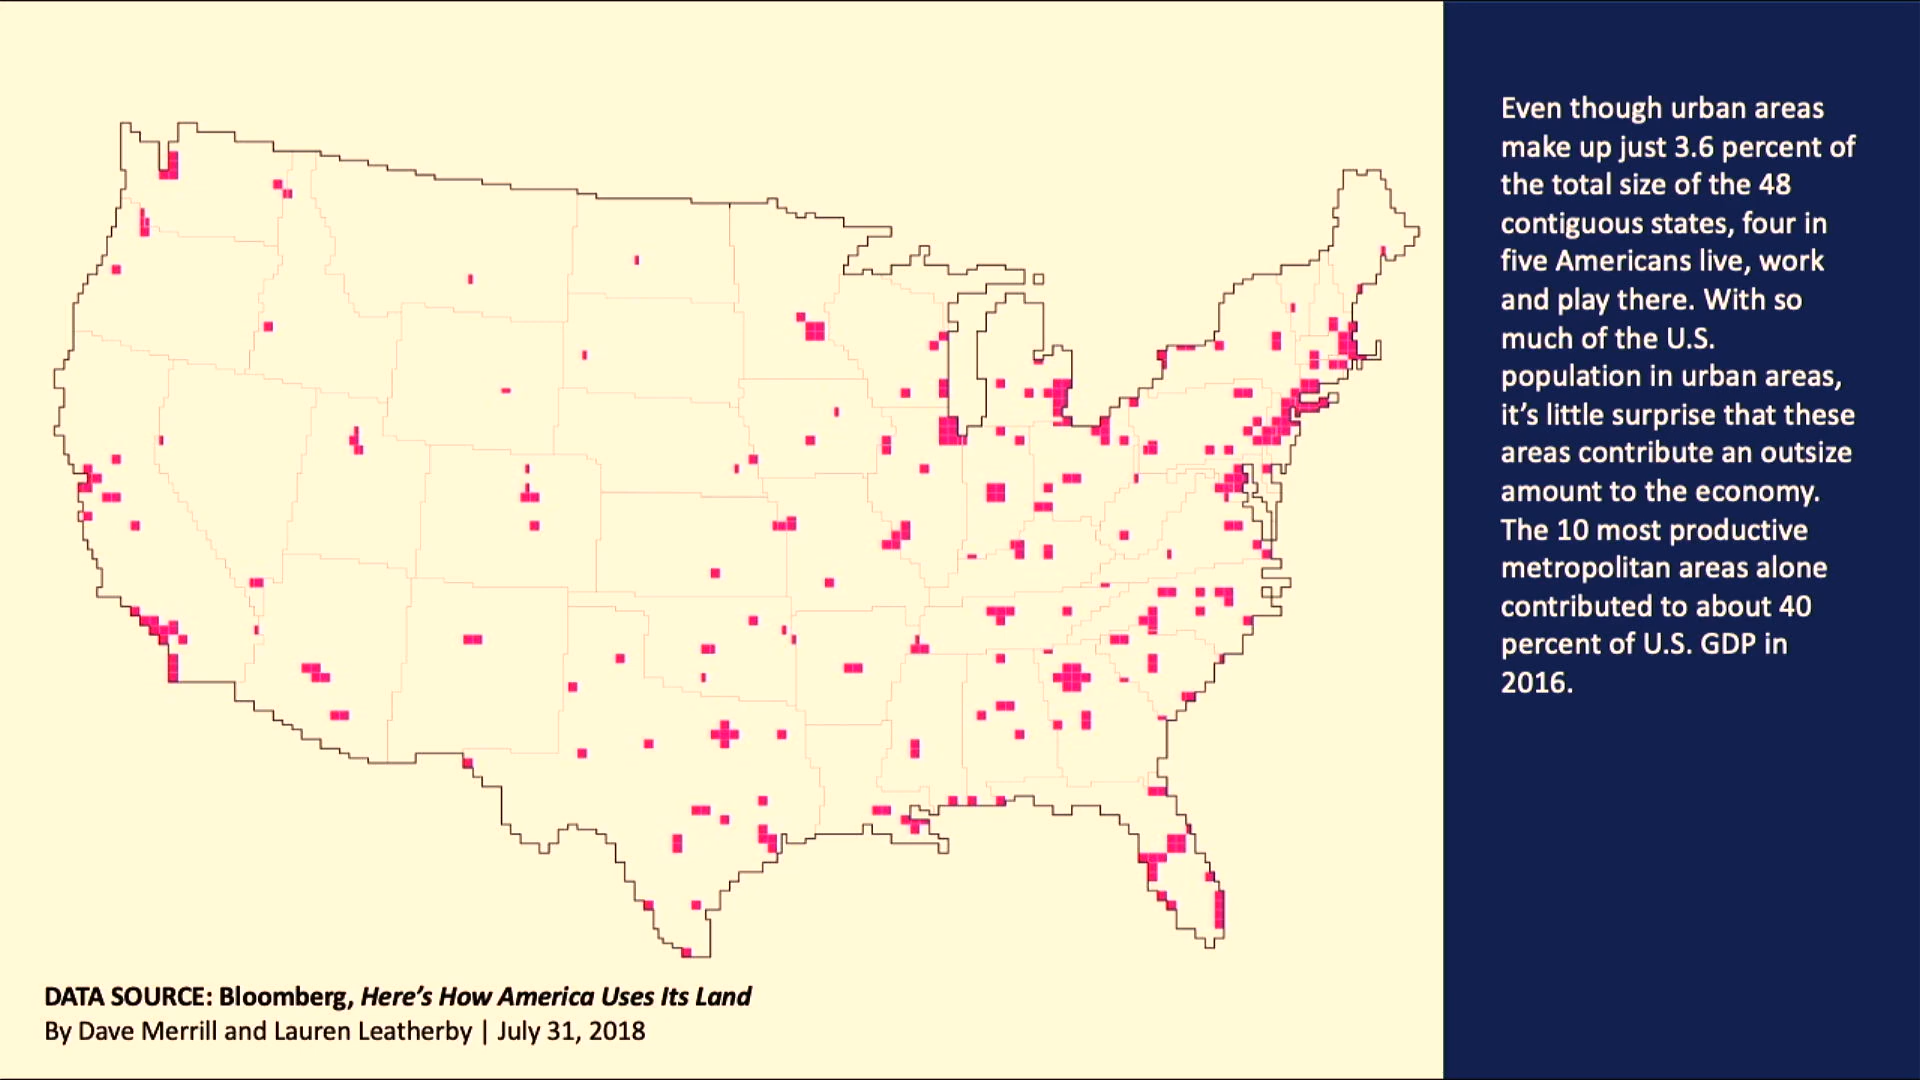 Even though urban areas
make up just 3.6 percent of
the total size of the 48
contiguous states, four in
five Americans live, work
and play there. With so
much of the U.S.
population in urban areas,
it’s little surprise that these
areas contribute an outsize
amount to the economy.
The 10 most productive
metropolitan areas alone
contributed to about 40
percent of U.S. GDP in
2016.
DATA SOURCE: Bloomberg, Here’s How America Uses Its Land
By Dave Merrill and Lauren Leatherby | July 31, 2018